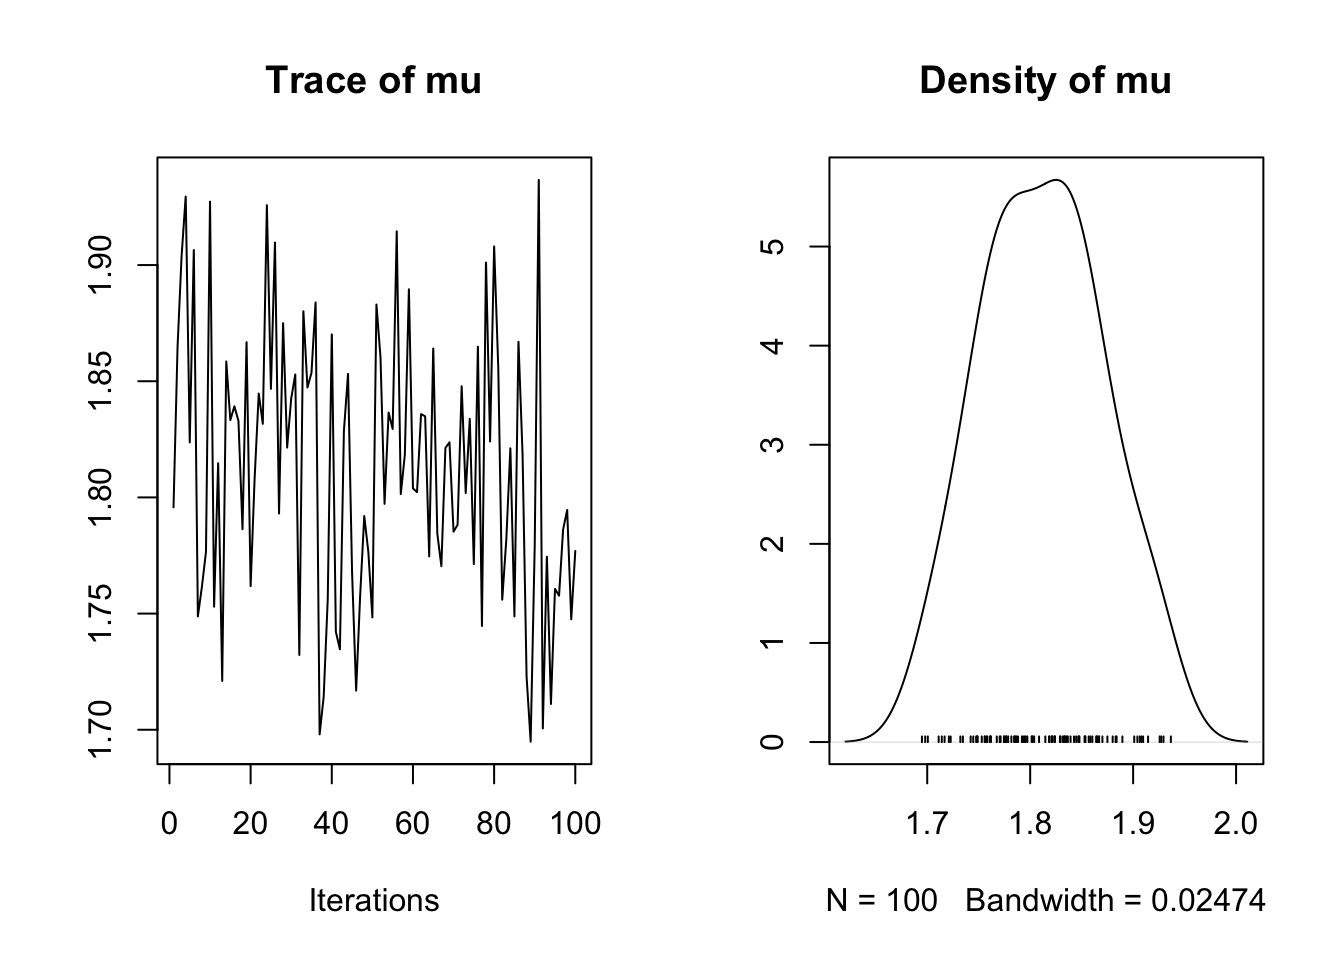 Trace of mu
1.90
1.85
1.80
1.75
1.70
0 20 40 60 80 100
Iterations
Density of mu
5
4
3
2
1
0
1.7 1.8 1.9 2.0
N = 100 Bandwidth = 0.02474